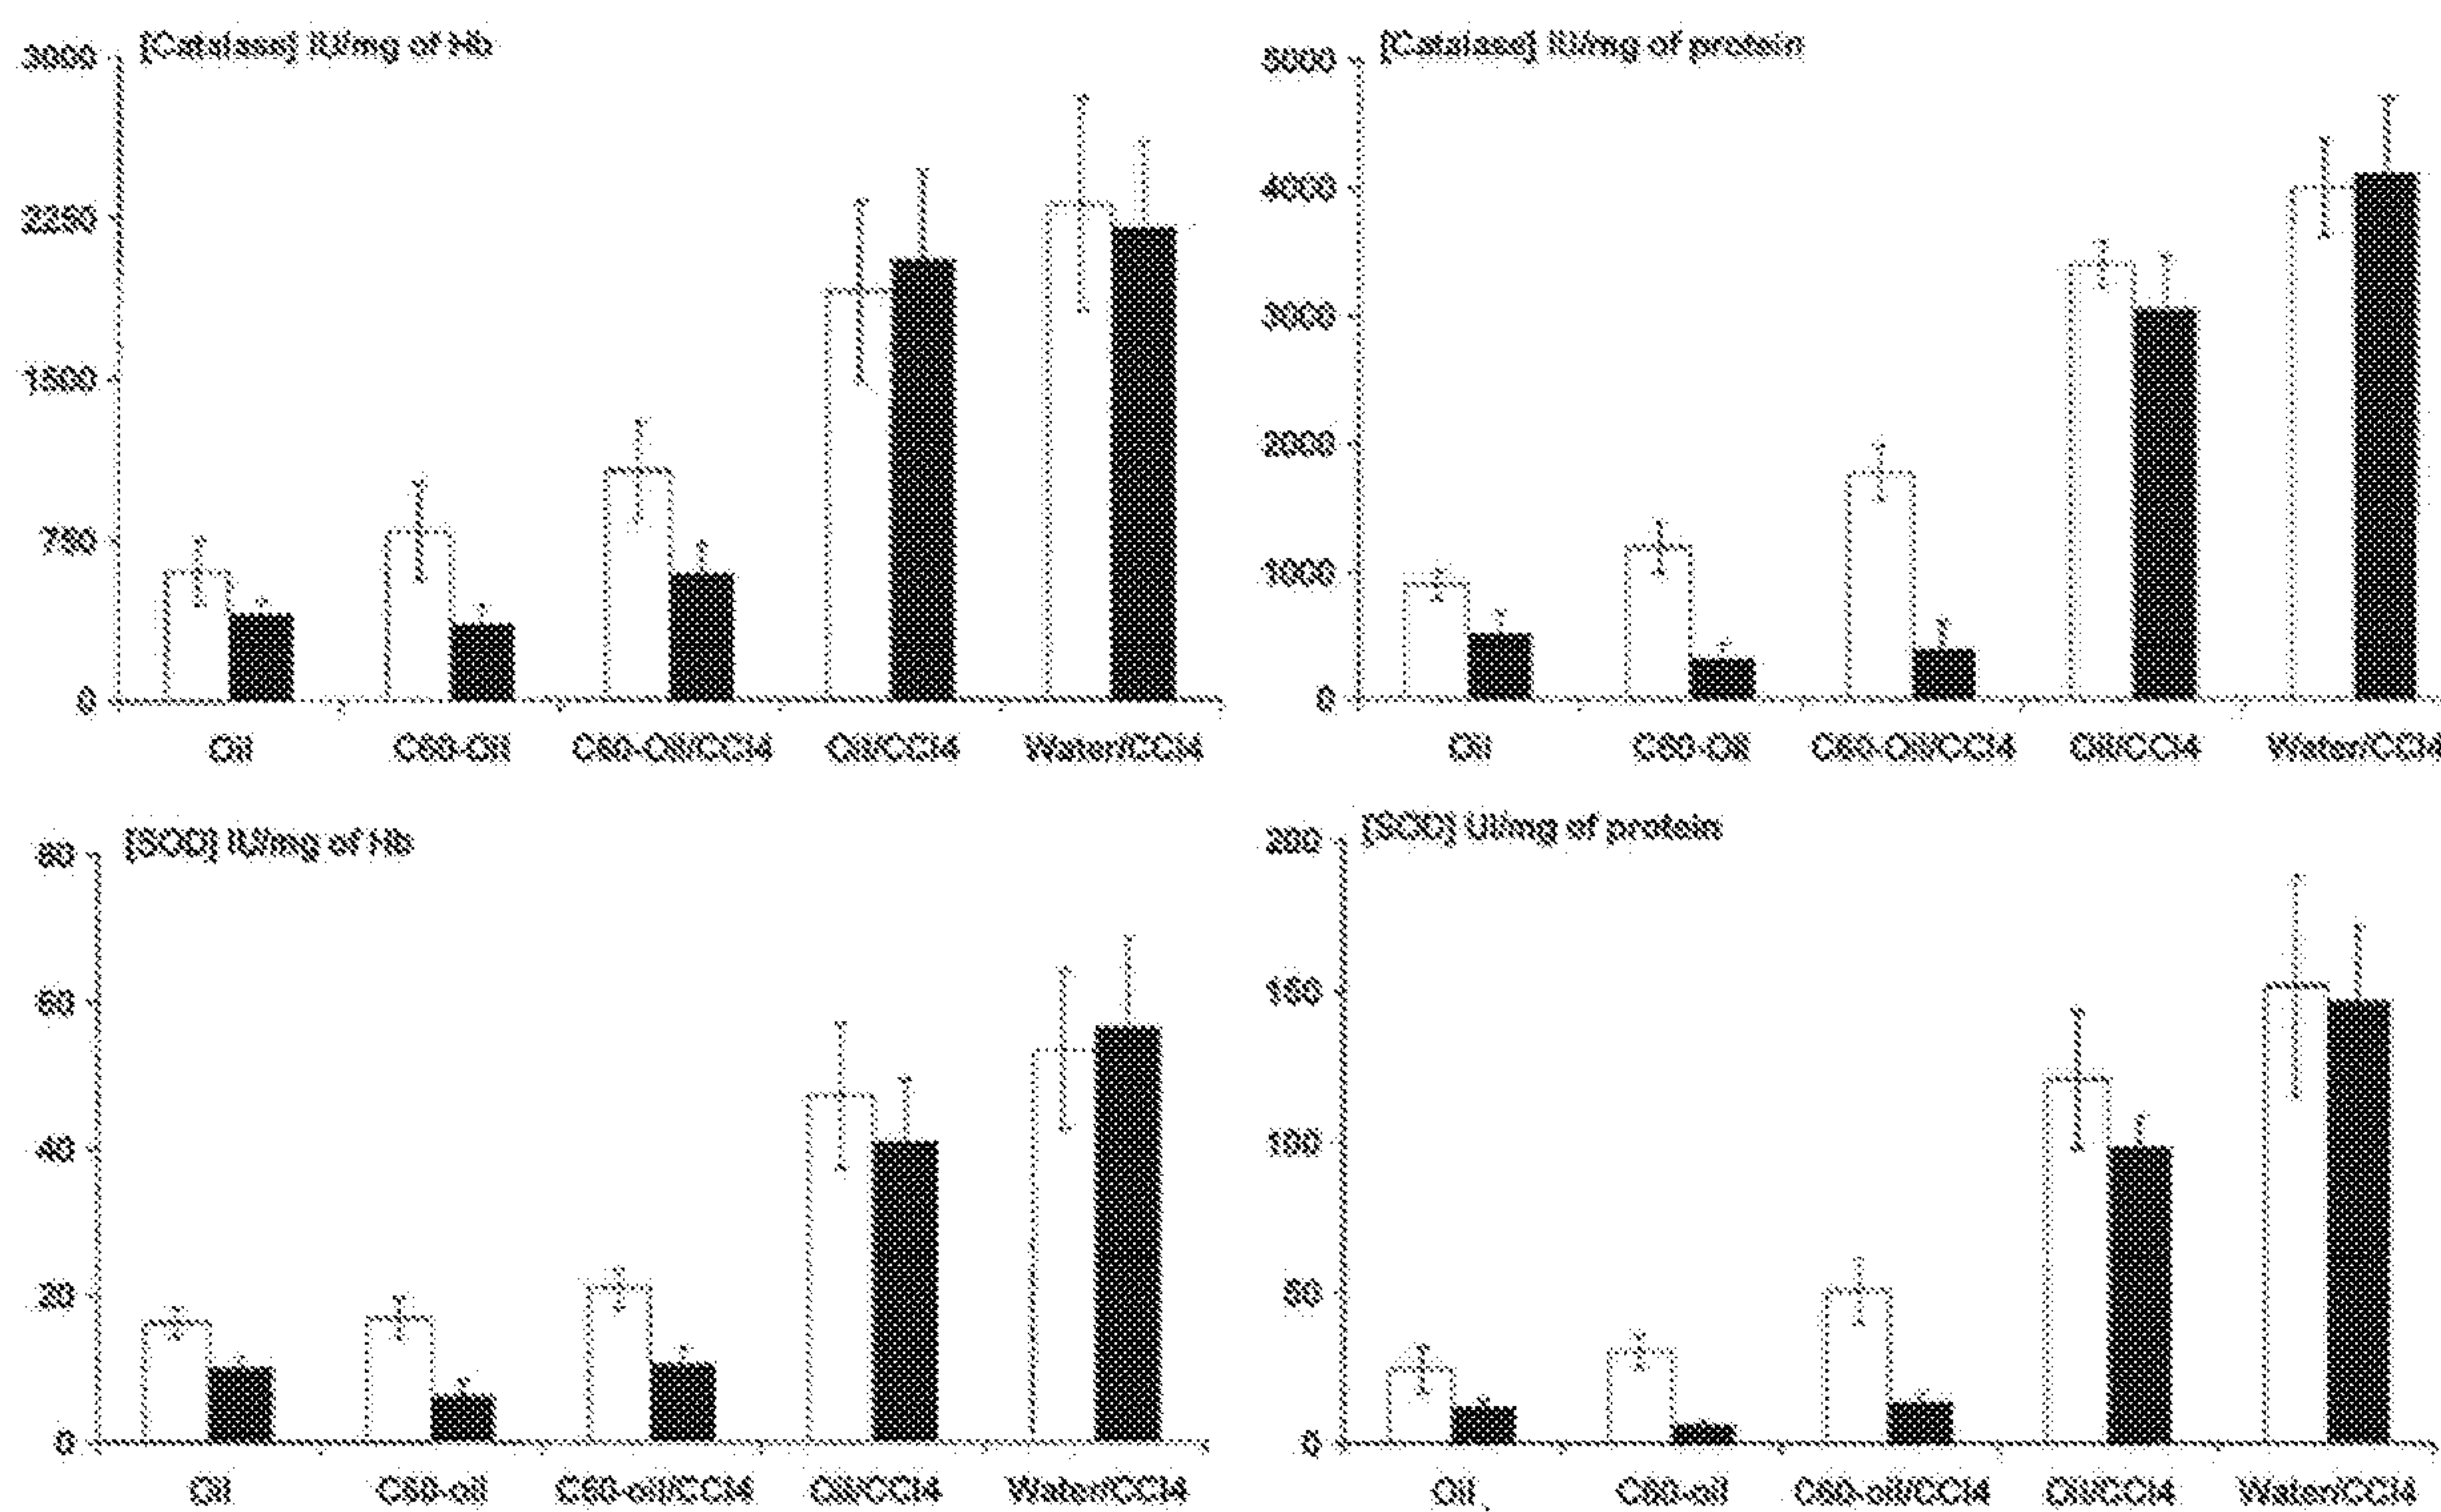 [Catalase] IU/mg of Hb
3000
2250
1500
750
0
Oil C60-Oil C60-Oil/CCl4 Oil/CCl4 Water/CCl4
[Catalase] IU/mg of protein
5000
4000
3000
2000
1000
0
Oil C60-Oil C60-Oil/CCl4 Oil/CCl4 Water/CCl4
[SOD] IU/mg of Hb
80
60
40
20
0
Oil C60-oil C60-oil/CCl4 Oil/CCl4 Water/CCl4
[SOD] UI/mg of protein
200
150
100
50
0
Oil C60-oil C60-oil/CCl4 Oil/CCl4 Water/CCl4